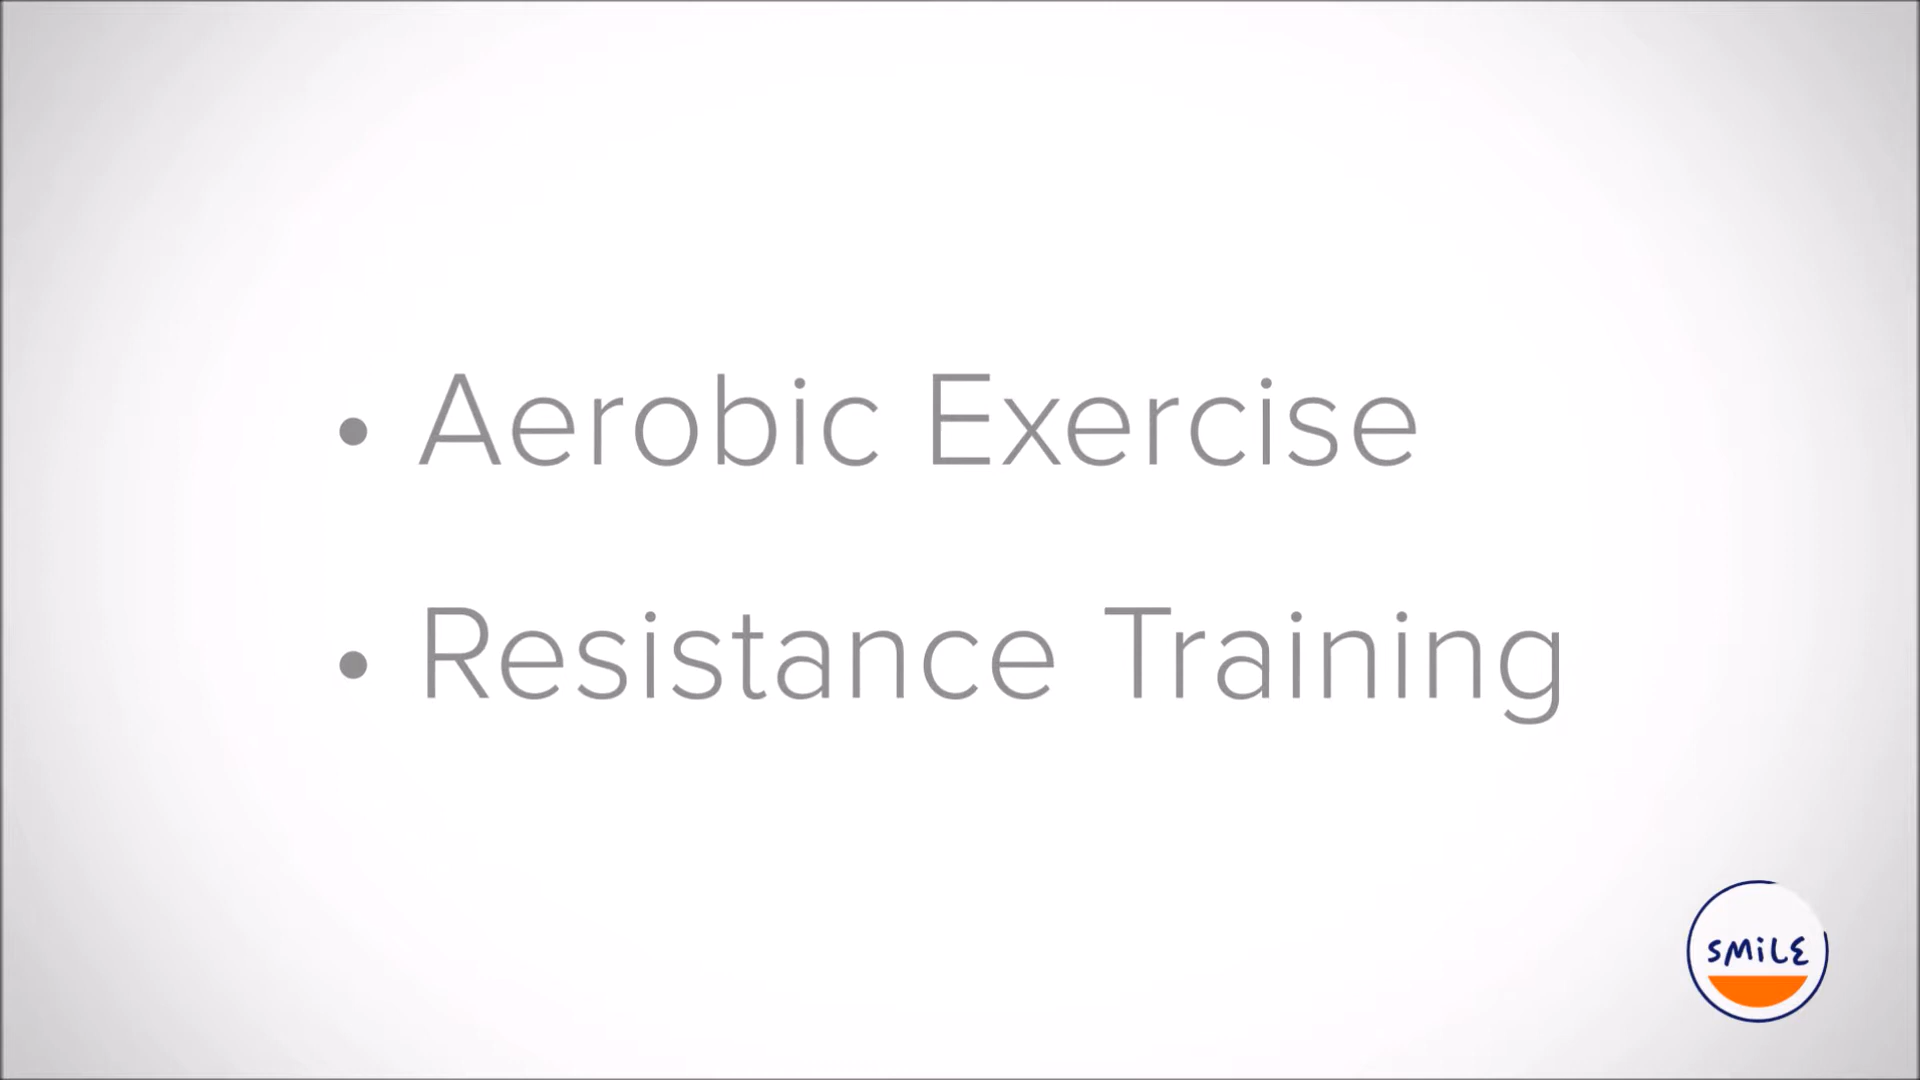 • Aerobic Exercise
• Resistance Training
SMiLE